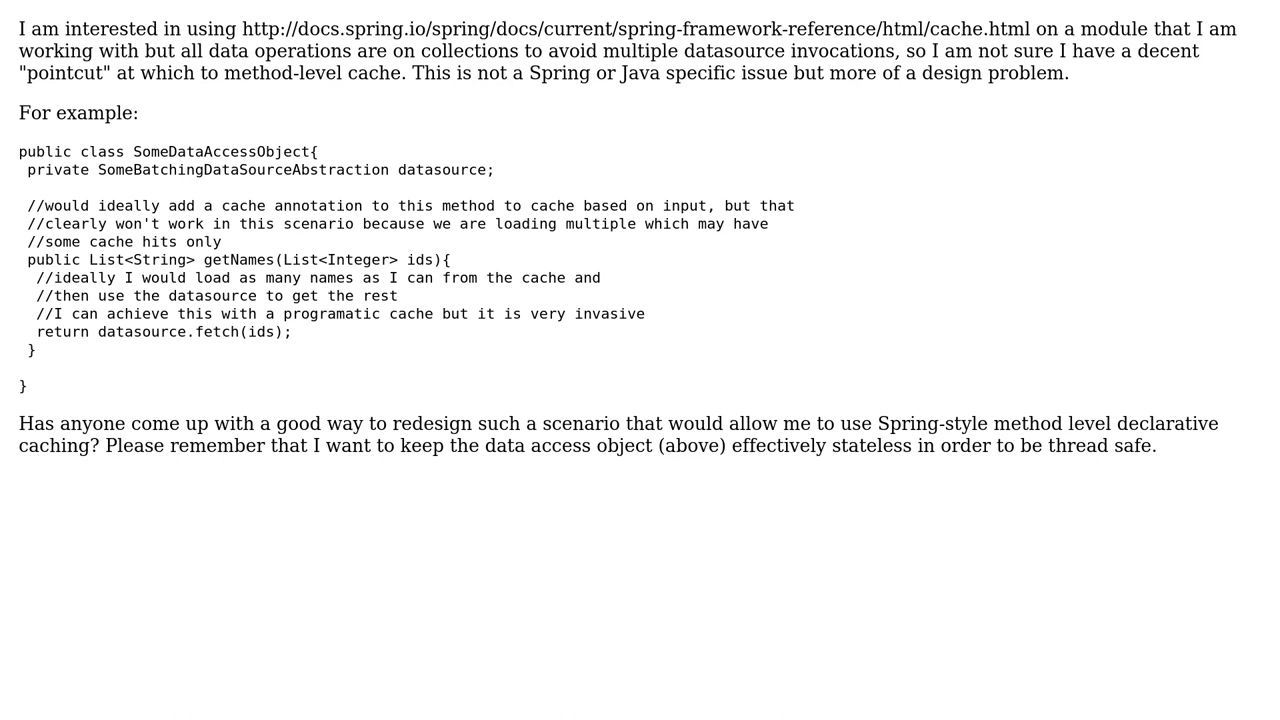 I am interested in using http://docs.spring.io/spring/docs/current/spring-framework-reference/html/cache.html on a module that I am
working with but all data operations are on collections to avoid multiple datasource invocations, so I am not sure I have a decent
"pointcut" at which to method-level cache. This is not a Spring or Java specific issue but more of a design problem.

For example:

public class SomeDataAccessObject{
 private SomeBatchingDataSourceAbstraction datasource;

 //would ideally add a cache annotation to this method to cache based on input, but that
 //clearly won't work in this scenario because we are loading multiple which may have
 //some cache hits only
 public List<String> getNames(List<Integer> ids){
  //ideally I would load as many names as I can from the cache and
  //then use the datasource to get the rest
  //I can achieve this with a programatic cache but it is very invasive
  return datasource.fetch(ids);
 }

}

Has anyone come up with a good way to redesign such a scenario that would allow me to use Spring-style method level declarative
caching? Please remember that I want to keep the data access object (above) effectively stateless in order to be thread safe.